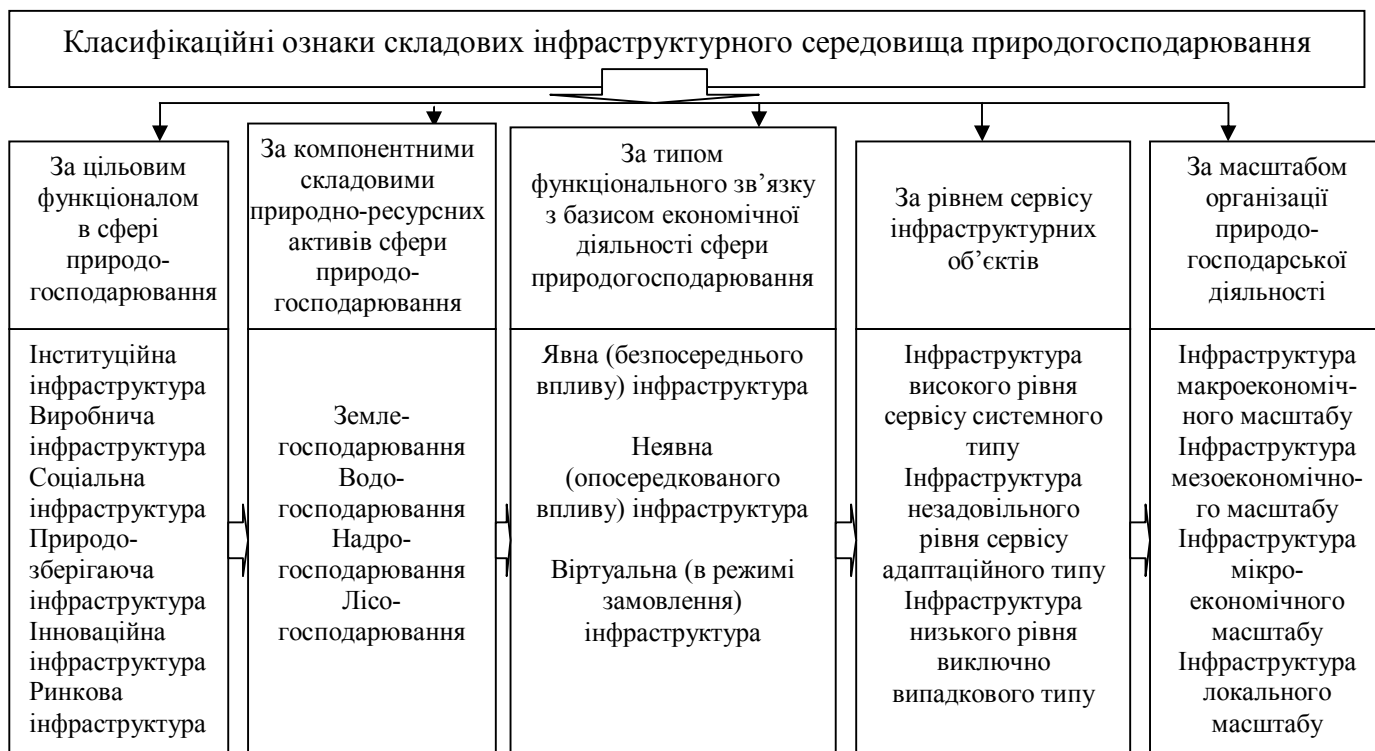 Класифікаційні ознаки складових інфраструктурного середовища природогосподарювання
За цільовим
функціоналом
в сфері
природо-
господарювання
За компонентними
складовими
природно-ресурсних
активів сфери
природо-
господарювання
За типом
функціонального зв’язку
з базисом економічної
діяльності сфери
природогосподарювання
За рівнем сервісу
інфраструктурних
об’єктів
За масштабом
організації
природо-
господарської
діяльності
Інституційна
інфраструктура
Виробнича
інфраструктура
Соціальна
інфраструктура
Природо-
зберігаюча
інфраструктура
Інноваційна
інфраструктура
Ринкова
інфраструктура
Земле-
господарювання
Водо-
господарювання
Надро-
господарювання
Лісо-
господарювання
Явна (безпосереднього
впливу) інфраструктура
Неявна
(опосередкованого
впливу) інфраструктура
Віртуальна (в режимі
замовлення)
інфраструктура
Інфраструктура
високого рівня
сервісу системного
типу
Інфраструктура
незадовільного
рівня сервісу
адаптаційного типу
Інфраструктура
низького рівня
виключно
випадкового типу
Інфраструктура
макроекономіч-
ного масштабу
Інфраструктура
мезоекономічно-
го масштабу
Інфраструктура
мікро-
економічного
масштабу
Інфраструктура
локального
масштабу